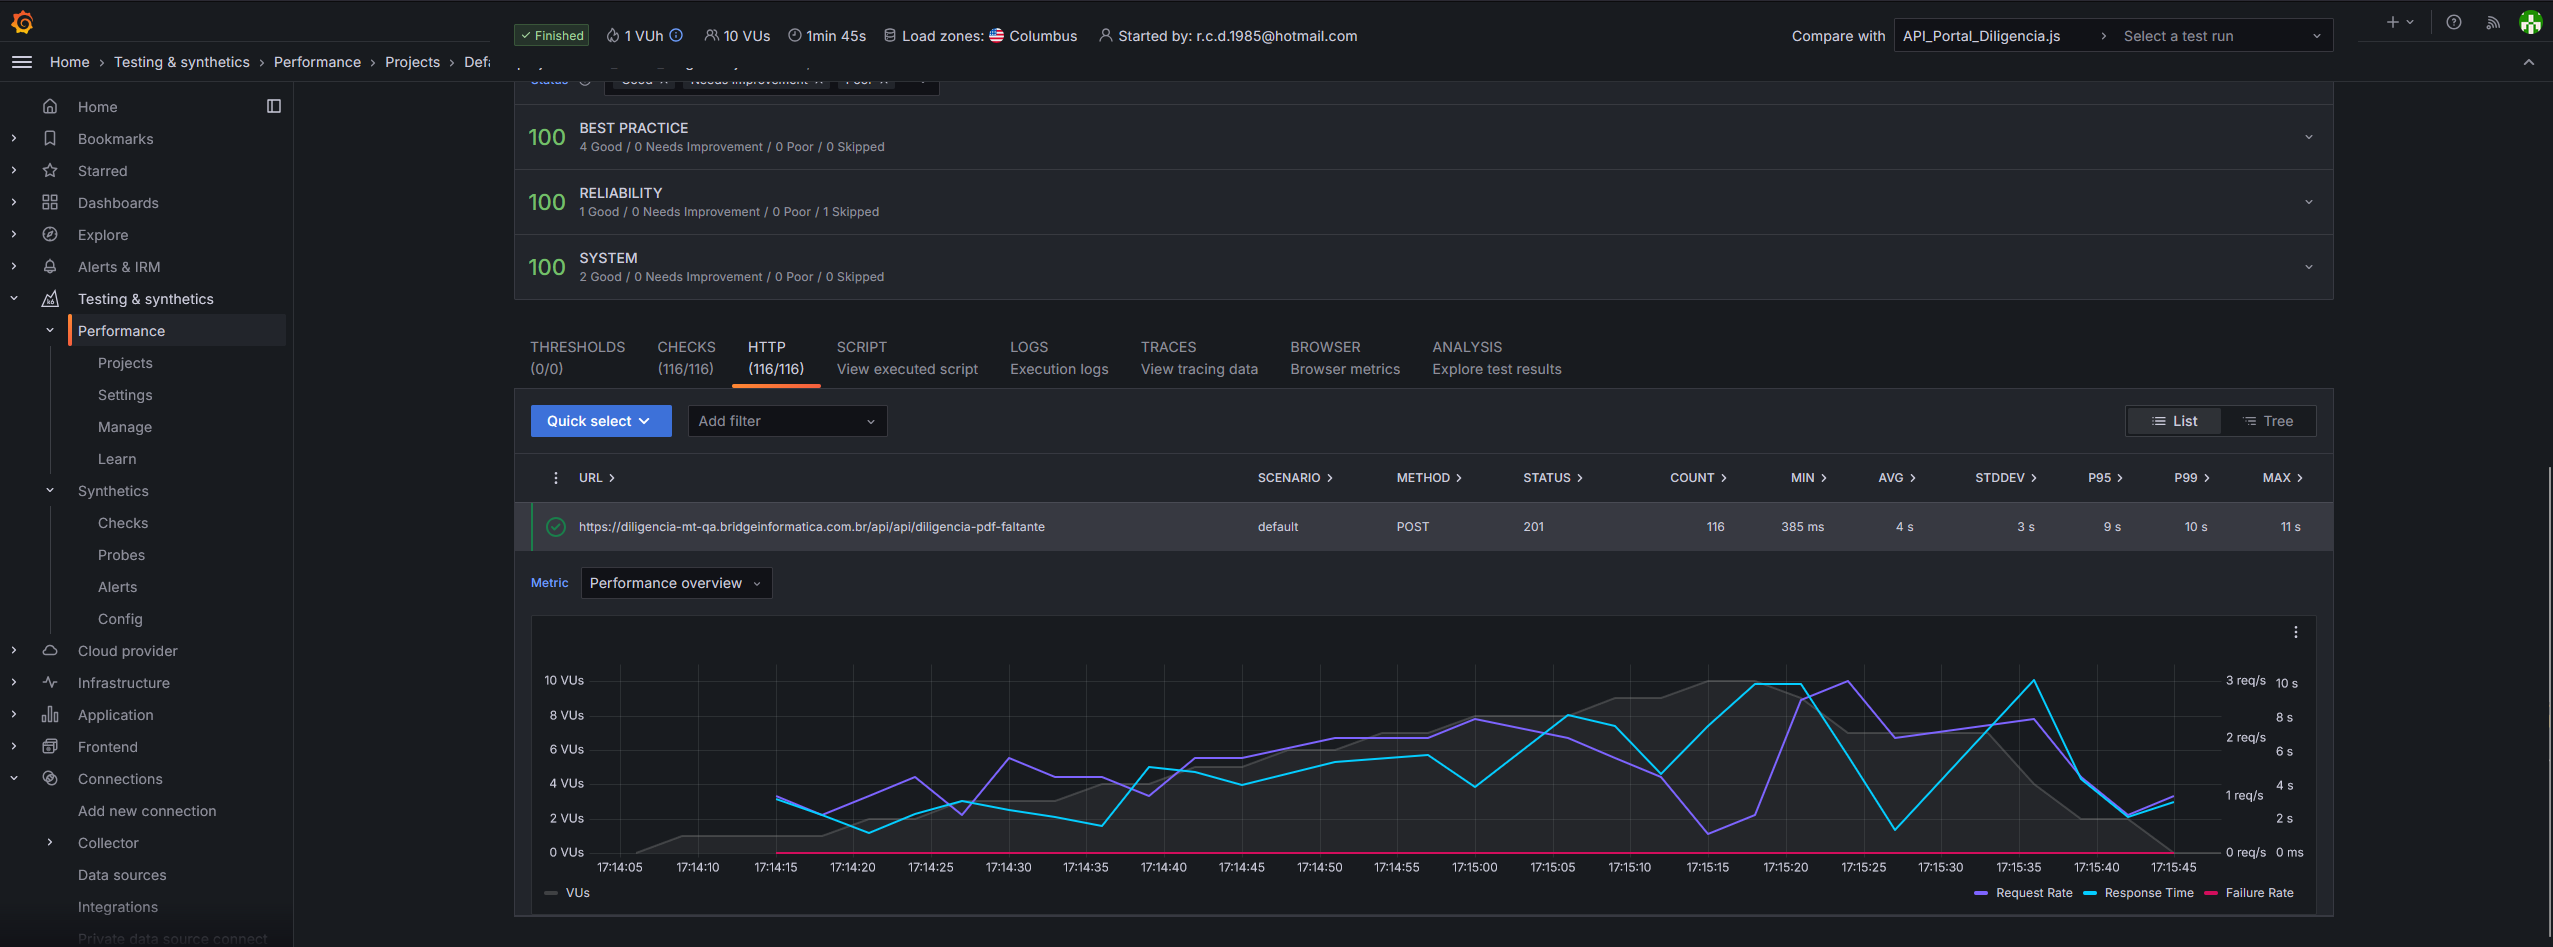 Finished
1 VUh
10 VUs
1min 45s
Load zones: Columbus
Started by: r.c.d.1985@hotmail.com
Compare with
API_Portal_Diligencia.js
Select a test run
Home > Testing & synthetics > Performance > Projects > Defa
Home
Bookmarks
Starred
Dashboards
Explore
Alerts & IRM
Testing & synthetics
Performance
Projects
Settings
Manage
Learn
Synthetics
Checks
Probes
Alerts
Config
Cloud provider
Infrastructure
Application
Frontend
Connections
Add new connection
Collector
Data sources
Integrations
Private data source connect
100 BEST PRACTICE
4 Good / 0 Needs Improvement / 0 Poor / 0 Skipped
100 RELIABILITY
1 Good / 0 Needs Improvement / 0 Poor / 1 Skipped
100 SYSTEM
2 Good / 0 Needs Improvement / 0 Poor / 0 Skipped
THRESHOLDS CHECKS HTTP SCRIPT LOGS TRACES BROWSER ANALYSIS
(0/0) (116/116) (116/116) View executed script Execution logs View tracing data Browser metrics Explore test results
Quick select Add filter List Tree
URL SCENARIO METHOD STATUS COUNT MIN AVG STDDEV P95 P99 MAX
https://diligencia-mt-qa.bridgeinformatica.com.br/api/api/diligencia-pdf-faltante default POST 201 116 385 ms 4 s 3 s 9 s 10 s 11 s
Metric Performance overview
10 VUs 3 req/s 10 s
8 VUs 8 s
2 req/s
6 VUs 6 s
4 VUs 4 s
1 req/s
2 VUs 2 s
0 VUs 0 req/s 0 ms
17:14:05 17:14:10 17:14:15 17:14:20 17:14:25 17:14:30 17:14:35 17:14:40 17:14:45 17:14:50 17:14:55 17:15:00 17:15:05 17:15:10 17:15:15 17:15:20 17:15:25 17:15:30 17:15:35 17:15:40 17:15:45
VUs Request Rate Response Time Failure Rate